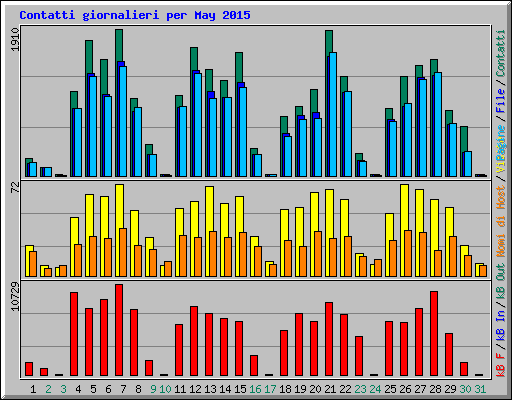 Contatti giornalieri per May 2015
1910
72
10729
kB F / kB In / kB Out Nomi di Host / Pagine / File / Contatti
1 2 3 4 5 6 7 8 9 10 11 12 13 14 15 16 17 18 19 20 21 22 23 24 25 26 27 28 29 30 31